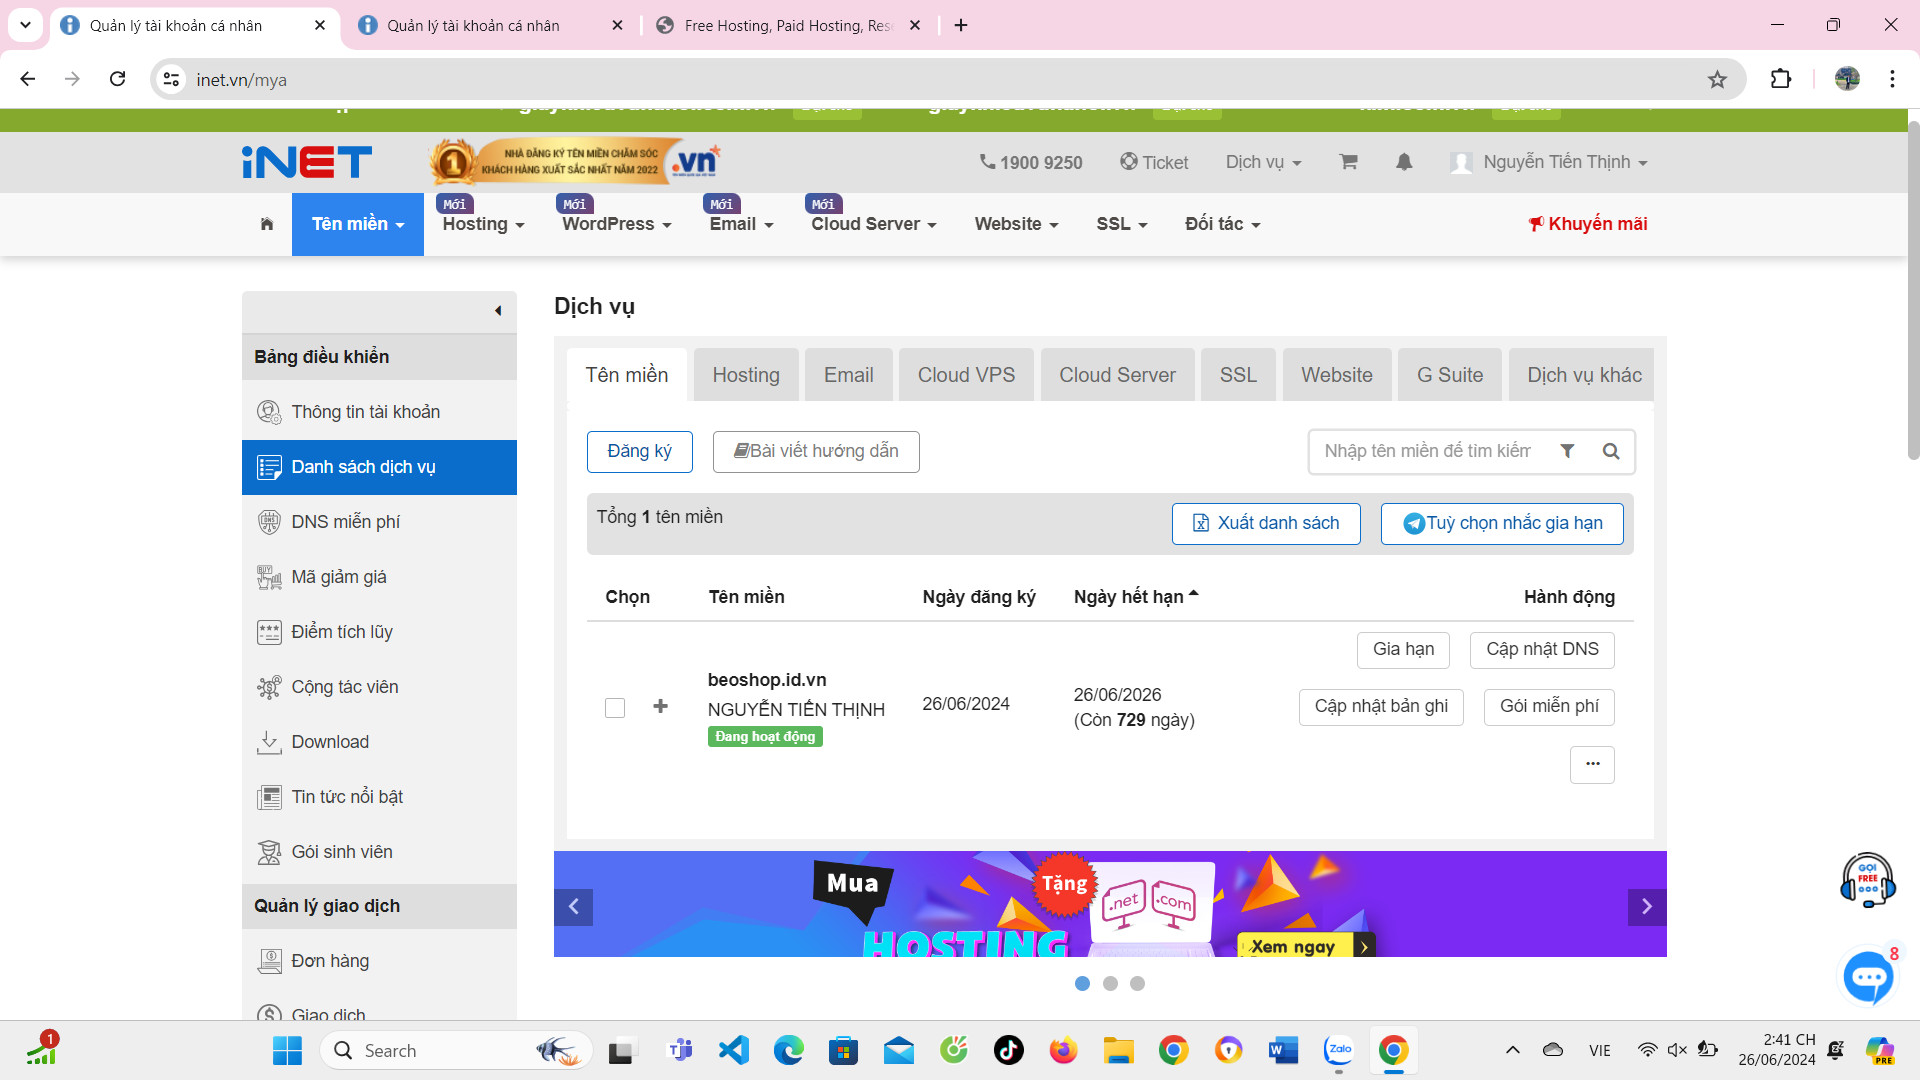 Quản lý tài khoản cá nhân
Quản lý tài khoản cá nhân
Free Hosting, Paid Hosting, Res
inet.vn/mya
iNET
NHÀ ĐĂNG KÝ TÊN MIỀN CHĂM SÓC
KHÁCH HÀNG XUẤT SẮC NHẤT NĂM 2022
1
.vn
1900 9250
Ticket
Dịch vụ
Nguyễn Tiến Thịnh
Tên miền
Mới
Hosting
Mới
WordPress
Mới
Email
Mới
Cloud Server
Website
SSL
Đối tác
Khuyến mãi
Bảng điều khiển
Thông tin tài khoản
Danh sách dịch vụ
DNS miễn phí
Mã giảm giá
Điểm tích lũy
Cộng tác viên
Download
Tin tức nổi bật
Gói sinh viên
Quản lý giao dịch
Đơn hàng
Giao dịch
Dịch vụ
Tên miền
Hosting
Email
Cloud VPS
Cloud Server
SSL
Website
G Suite
Dịch vụ khác
Đăng ký
Bài viết hướng dẫn
Nhập tên miền để tìm kiếm
Tổng 1 tên miền
Xuất danh sách
Tuỳ chọn nhắc gia hạn
Chọn
Tên miền
Ngày đăng ký
Ngày hết hạn
Hành động
beoshop.id.vn
NGUYỄN TIẾN THỊNH
Đang hoạt động
26/06/2024
26/06/2026
(Còn 729 ngày)
Gia hạn
Cập nhật DNS
Cập nhật bản ghi
Gói miễn phí
...
Mua
HOSTING
Tặng
.net
.com
Xem ngay
GỌI
FREE
8
1
Search
Zalo
VIE
2:41 CH
26/06/2024
PRE